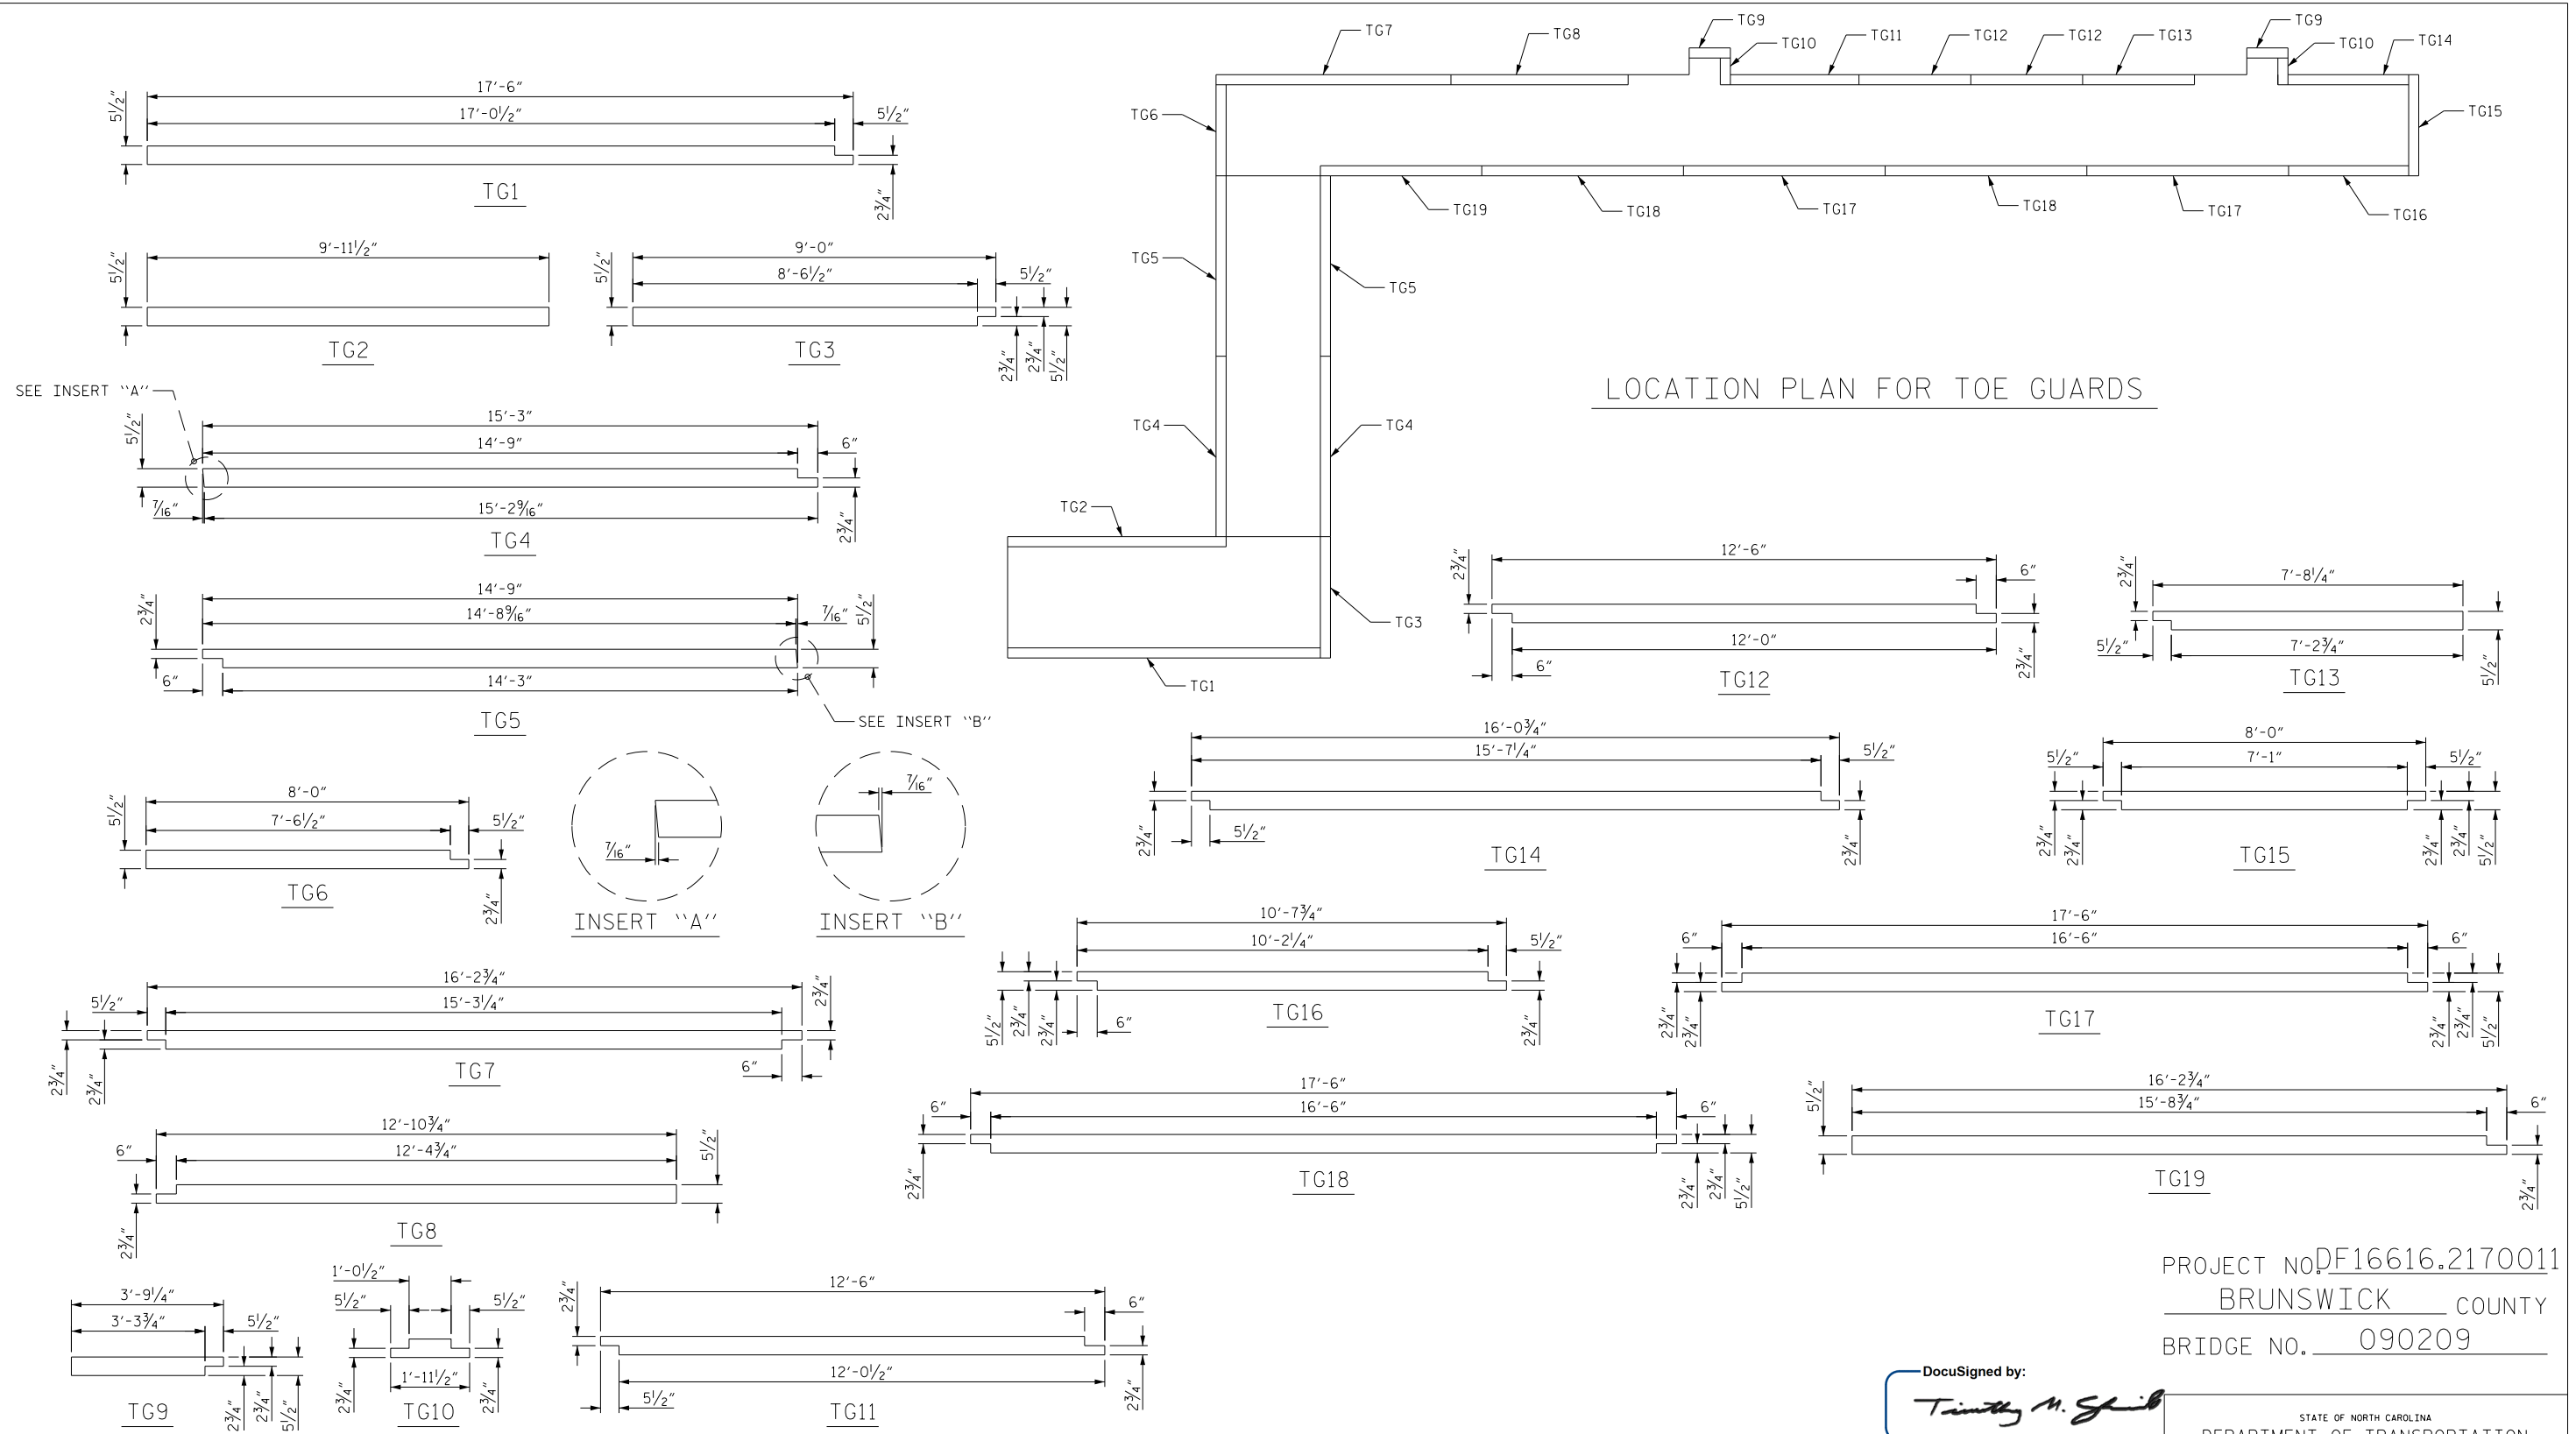 17'-6"
17'-0½"
5½"
5½"
2¾"
TG1
9'-11½"
5½"
TG2
9'-0"
8'-6½"
5½"
5½"
2¾"
2¾"
5½"
TG3
SEE INSERT "A"
15'-3"
14'-9"
6"
5½"
7/16"
15'-2 9/16"
2¾"
TG4
14'-9"
14'-8 9/16"
7/16"
2¾"
5½"
6"
14'-3"
TG5
SEE INSERT "B"
8'-0"
7'-6½"
5½"
5½"
2¾"
TG6
7/16"
INSERT "A"
7/16"
INSERT "B"
16'-2¾"
15'-3¼"
5½"
2¾"
2¾"
2¾"
6"
TG7
12'-10¾"
12'-4¾"
6"
5½"
2¾"
TG8
3'-9¼"
3'-3¾"
5½"
2¾"
2¾"
5½"
TG9
1'-0½"
5½"
5½"
2¾"
1'-11½"
2¾"
TG10
12'-6"
2¾"
6"
12'-0½"
5½"
2¾"
TG11
TG7
TG8
TG9
TG10
TG11
TG12
TG12
TG13
TG9
TG10
TG14
TG15
TG6
TG19
TG18
TG17
TG18
TG17
TG16
TG5
TG5
TG4
TG4
TG2
TG3
TG1
LOCATION PLAN FOR TOE GUARDS
12'-6"
2¾"
6"
12'-0"
6"
2¾"
TG12
7'-8¼"
2¾"
5½"
7'-2¾"
5½"
TG13
16'-0¾"
15'-7¼"
5½"
2¾"
5½"
2¾"
TG14
8'-0"
5½"
7'-1"
5½"
2¾"
2¾"
2¾"
2¾"
5½"
TG15
10'-7¾"
10'-2¼"
5½"
5½"
2¾"
2¾"
6"
2¾"
TG16
17'-6"
6"
16'-6"
6"
2¾"
2¾"
2¾"
2¾"
5½"
TG17
17'-6"
6"
16'-6"
6"
2¾"
2¾"
2¾"
5½"
TG18
16'-2¾"
15'-8¾"
6"
5½"
2¾"
TG19
PROJECT NO. DF16616.2170011
BRUNSWICK COUNTY
BRIDGE NO. 090209
DocuSigned by:
Timothy M.
STATE OF NORTH CAROLINA
DEPARTMENT OF TRANSPORTATION